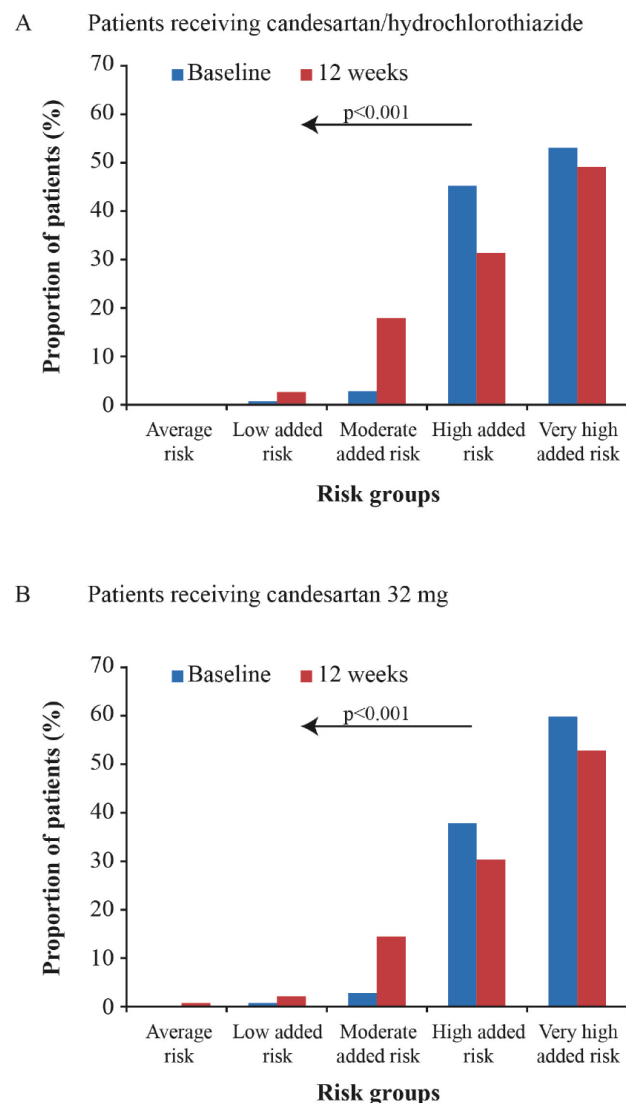 A Patients receiving candesartan/hydrochlorothiazide
70
Baseline 12 weeks
60
p<0.001
50
40
30
20
10
0
Proportion of patients (%)
Average Low added Moderate High added Very high
risk risk added risk risk added risk
Risk groups
B Patients receiving candesartan 32 mg
70
Baseline 12 weeks
60
p<0.001
50
40
30
20
10
0
Proportion of patients (%)
Average Low added Moderate High added Very high
risk risk added risk risk added risk
Risk groups